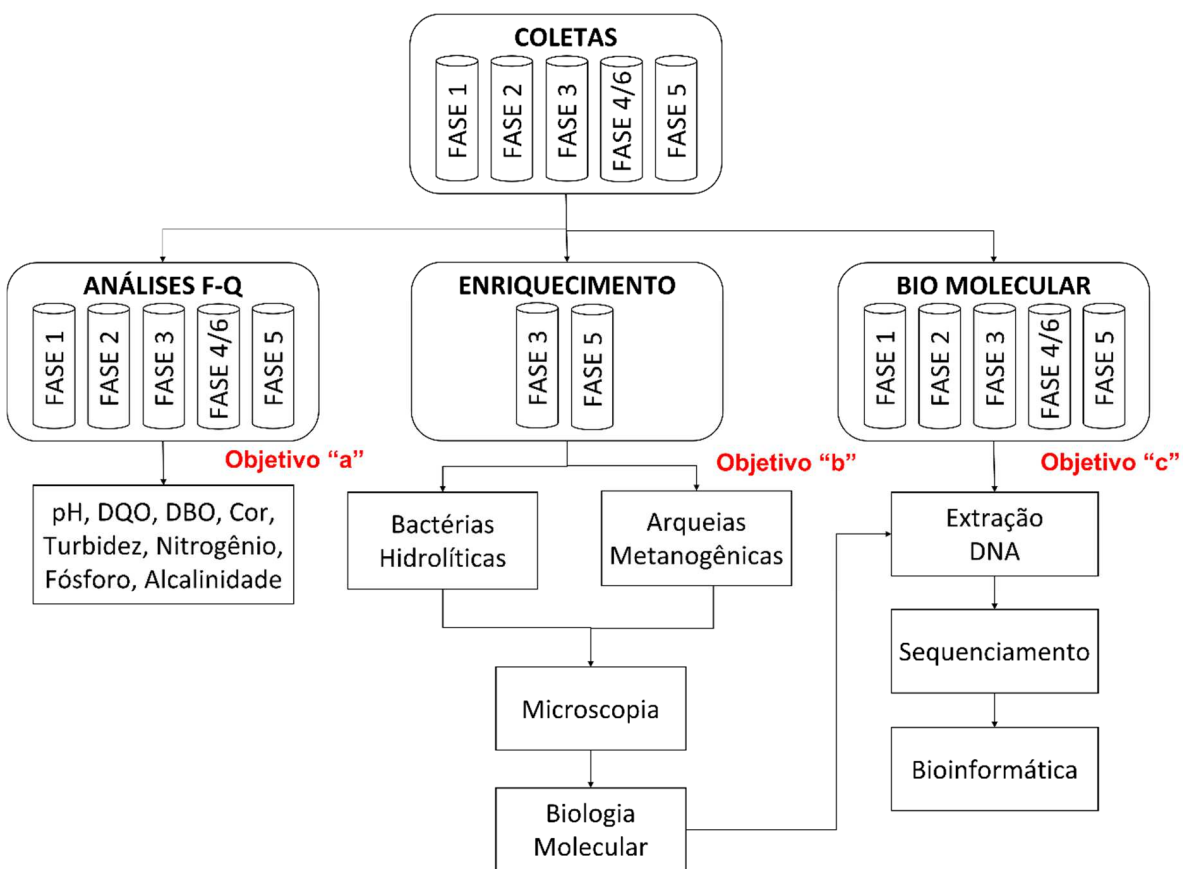 COLETAS
FASE 1
FASE 2
FASE 3
FASE 4/6
FASE 5
ANÁLISES F-Q
FASE 1
FASE 2
FASE 3
FASE 4/6
FASE 5
ENRIQUECIMENTO
FASE 3
FASE 5
BIO MOLECULAR
FASE 1
FASE 2
FASE 3
FASE 4/6
FASE 5
Objetivo “a”
Objetivo “b”
Objetivo “c”
pH, DQO, DBO, Cor,
Turbidez, Nitrogênio,
Fósforo, Alcalinidade
Bactérias
Hidrolíticas
Arqueias
Metanogênicas
Extração
DNA
Sequenciamento
Microscopia
Bioinformática
Biologia
Molecular